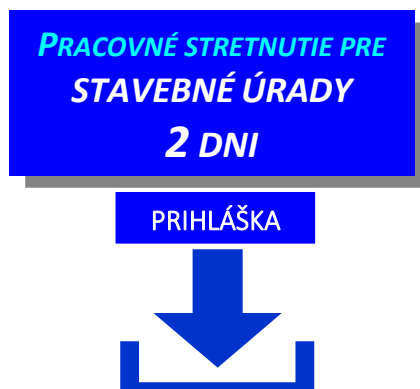 PRACOVNÉ STRETNUTIE PRE
STAVEBNÉ ÚRADY
2 DNI
PRIHLÁŠKA